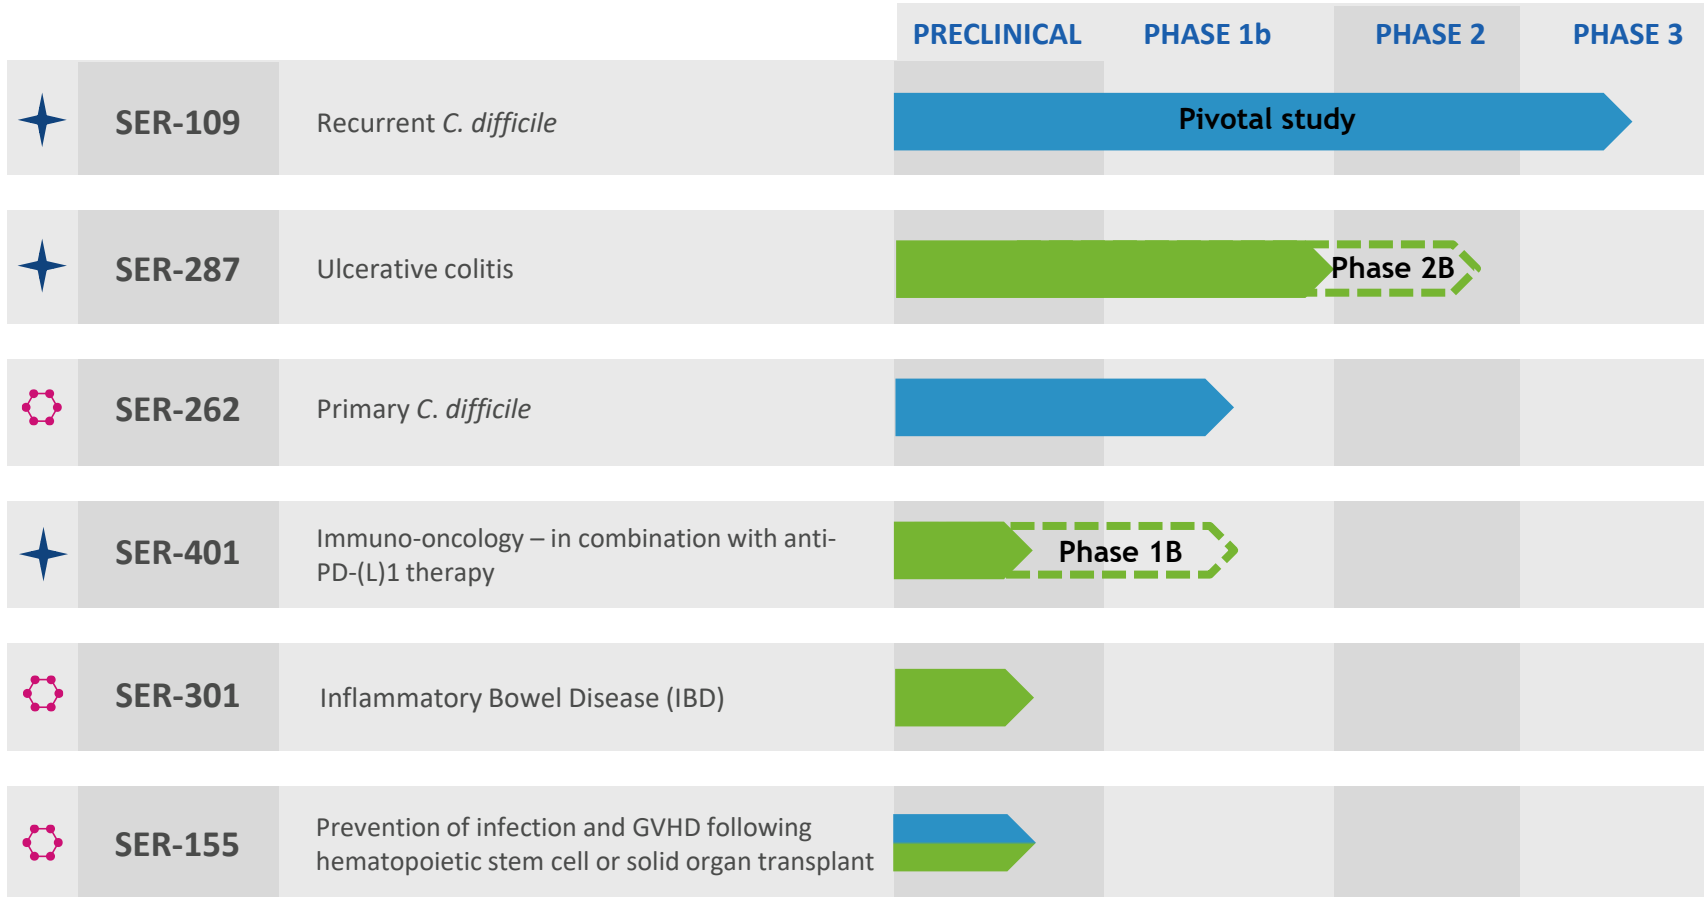 PRECLINICAL PHASE 1b PHASE 2 PHASE 3
SER-109 Recurrent C. difficile Pivotal study
SER-287 Ulcerative colitis Phase 2B
SER-262 Primary C. difficile
SER-401 Immuno-oncology – in combination with anti-
PD-(L)1 therapy Phase 1B
SER-301 Inflammatory Bowel Disease (IBD)
SER-155 Prevention of infection and GVHD following
hematopoietic stem cell or solid organ transplant